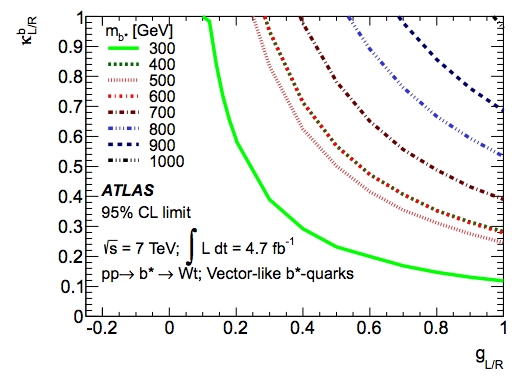 κ^b_L/R
1
0.9
0.8
0.7
0.6
0.5
0.4
0.3
0.2
0.1
0
m_b* [GeV]
300
400
500
600
700
800
900
1000
ATLAS
95% CL limit
√s = 7 TeV; ∫ L dt = 4.7 fb⁻¹
pp→ b* → Wt; Vector-like b*-quarks
-0.2 0 0.2 0.4 0.6 0.8 1
g_L/R